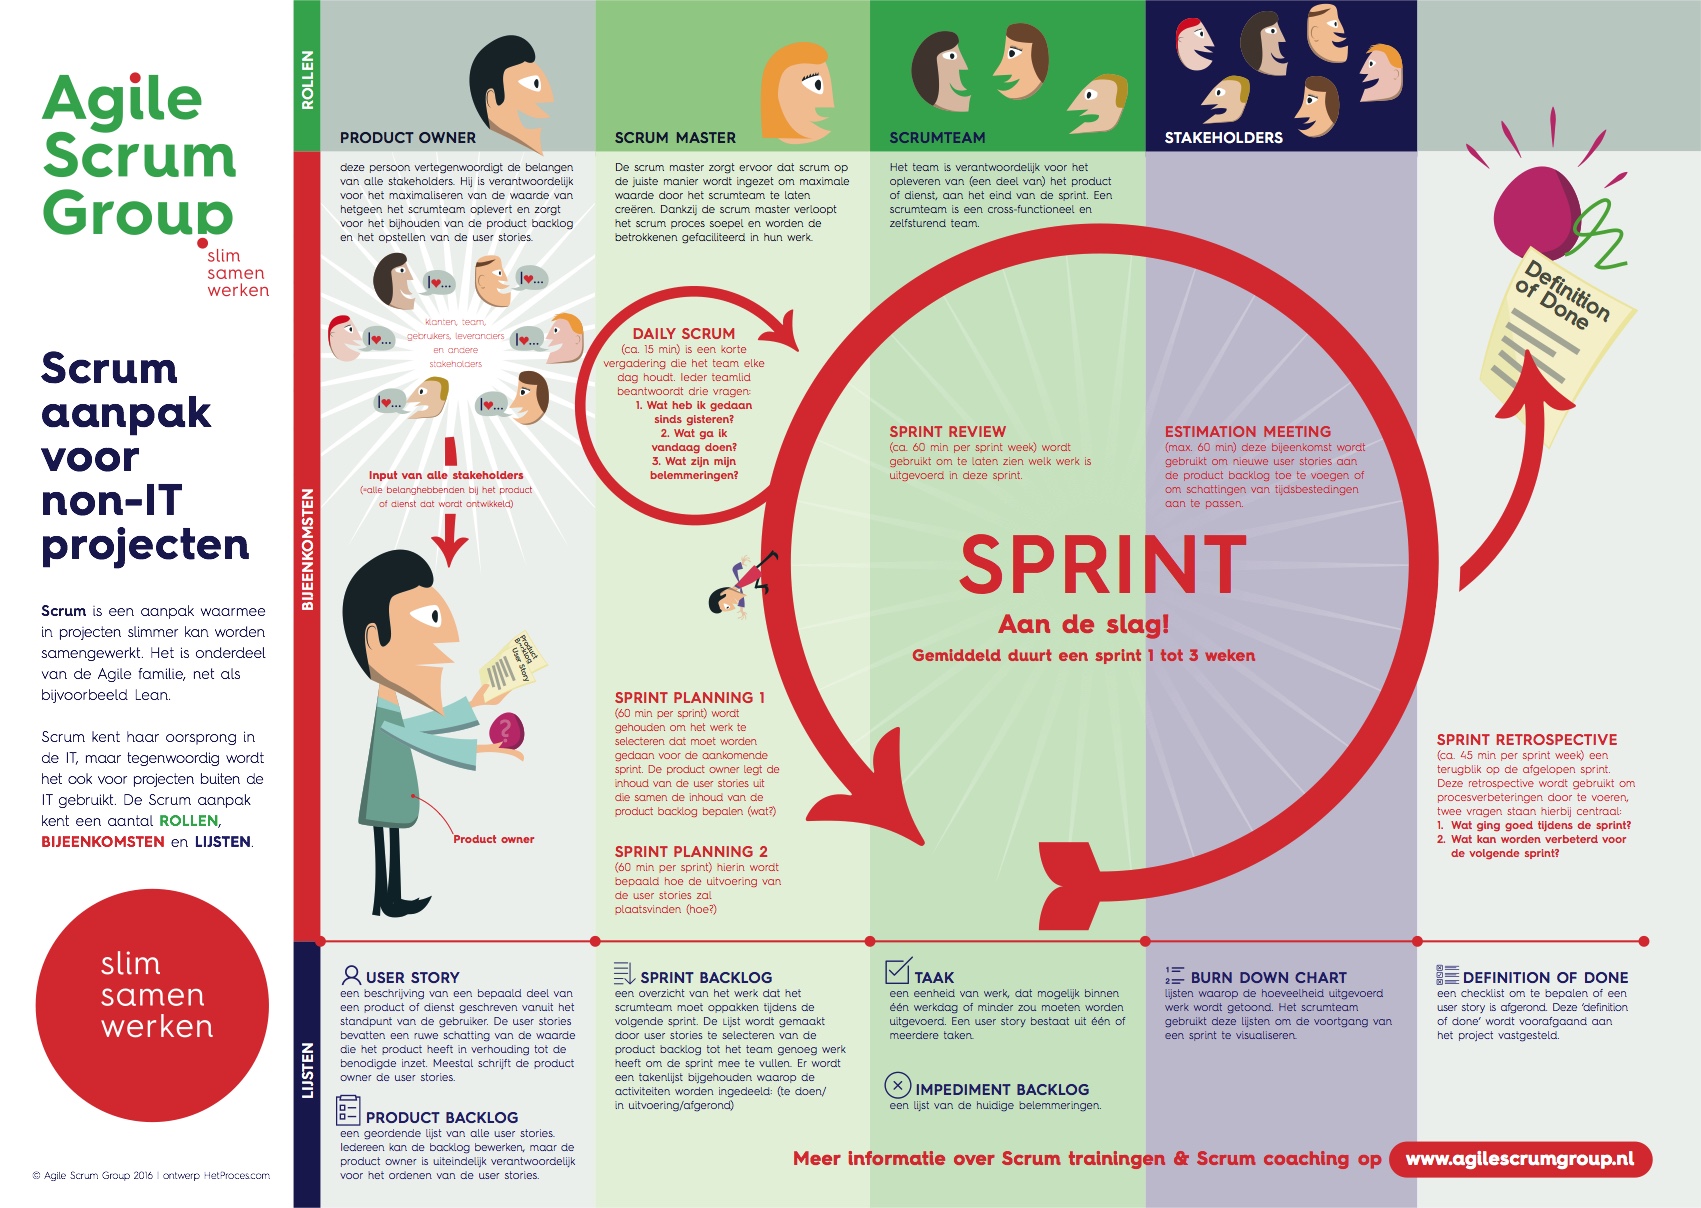 Agile
Scrum
Group
slim
samen
werken
Scrum
aanpak
voor
non-IT
projecten
Scrum is een aanpak waarmee
in projecten slimmer kan worden
samengewerkt. Het is onderdeel
van de Agile familie, net als
bijvoorbeeld Lean.
Scrum kent haar oorsprong in
de IT, maar tegenwoordig wordt
het ook voor projecten buiten de
IT gebruikt. De Scrum aanpak
kent een aantal ROLLEN,
BIJEENKOMSTEN en LIJSTEN.
slim
samen
werken
© Agile Scrum Group 2016 | ontwerp HetProces.com
ROLLEN
PRODUCT OWNER
SCRUM MASTER
SCRUMTEAM
STAKEHOLDERS
BIJEENKOMSTEN
deze persoon vertegenwoordigt de belangen
van alle stakeholders. Hij is verantwoordelijk
voor het maximaliseren van de waarde van
hetgeen het scrumteam oplevert en zorgt
voor het bijhouden van de product backlog
en het opstellen van de user stories.
De scrum master zorgt ervoor dat scrum op
de juiste manier wordt ingezet om maximale
waarde door het scrumteam te laten
creëren. Dankzij de scrum master verloopt
het scrum proces soepel en worden de
betrokkenen gefaciliteerd in hun werk.
Het team is verantwoordelijk voor het
opleveren van (een deel van) het product
of dienst, aan het eind van de sprint. Een
scrumteam is een cross-functioneel en
zelfsturend team.
I♥...
I♥...
I♥...
I♥...
I♥...
I♥...
klanten, team,
gebruikers, leveranciers
en andere
stakeholders
Input van alle stakeholders
(=alle belanghebbenden bij het product
of dienst dat wordt ontwikkeld)
Product
Backlog
User Story
?
Product owner
DAILY SCRUM
(ca. 15 min) is een korte
vergadering die het team elke
dag houdt. Ieder teamlid
beantwoordt drie vragen:
1. Wat heb ik gedaan
sinds gisteren?
2. Wat ga ik
vandaag doen?
3. Wat zijn mijn
belemmeringen?
SPRINT PLANNING 1
(60 min per sprint) wordt
gehouden om het werk te
selecteren dat moet worden
gedaan voor de aankomende
sprint. De product owner legt de
inhoud van de user stories uit
die samen de inhoud van de
product backlog bepalen (wat?)
SPRINT PLANNING 2
(60 min per sprint) hierin wordt
bepaald hoe de uitvoering van
de user stories zal
plaatsvinden (hoe?)
SPRINT REVIEW
(ca. 60 min per sprint week) wordt
gebruikt om te laten zien welk werk is
uitgevoerd in deze sprint.
ESTIMATION MEETING
(max. 60 min) deze bijeenkomst wordt
gebruikt om nieuwe user stories aan
de product backlog toe te voegen of
om schattingen van tijdsbestedingen
aan te passen.
SPRINT
Aan de slag!
Gemiddeld duurt een sprint 1 tot 3 weken
Definition
of Done
SPRINT RETROSPECTIVE
(ca. 45 min per sprint week) een
terugblik op de afgelopen sprint.
Deze retrospective wordt gebruikt om
procesverbeteringen door te voeren,
twee vragen staan hierbij centraal:
1. Wat ging goed tijdens de sprint?
2. Wat kan worden verbeterd voor
de volgende sprint?
LIJSTEN
USER STORY
een beschrijving van een bepaald deel van
een product of dienst geschreven vanuit het
standpunt van de gebruiker. De user stories
bevatten een ruwe schatting van de waarde
die het product heeft in verhouding tot de
benodigde inzet. Meestal schrijft de product
owner de user stories.
PRODUCT BACKLOG
een geordende lijst van alle user stories.
Iedereen kan de backlog bewerken, maar de
product owner is uiteindelijk verantwoordelijk
voor het ordenen van de user stories.
SPRINT BACKLOG
een overzicht van het werk dat het
scrumteam moet oppakken tijdens de
volgende sprint. De Lijst wordt gemaakt
door user stories te selecteren van de
product backlog tot het team genoeg werk
heeft om de sprint mee te vullen. Er wordt
een takenlijst bijgehouden waarop de
activiteiten worden ingedeeld: (te doen/
in uitvoering/afgerond)
TAAK
een eenheid van werk, dat mogelijk binnen
één werkdag of minder zou moeten worden
uitgevoerd. Een user story bestaat uit één of
meerdere taken.
IMPEDIMENT BACKLOG
een lijst van de huidige belemmeringen.
1
2
BURN DOWN CHART
lijsten waarop de hoeveelheid uitgevoerd
werk wordt getoond. Het scrumteam
gebruikt deze lijsten om de voortgang van
een sprint te visualiseren.
DEFINITION OF DONE
een checklist om te bepalen of een
user story is afgerond. Deze 'definition
of done' wordt voorafgaand aan
het project vastgesteld.
Meer informatie over Scrum trainingen & Scrum coaching op www.agilescrumgroup.nl